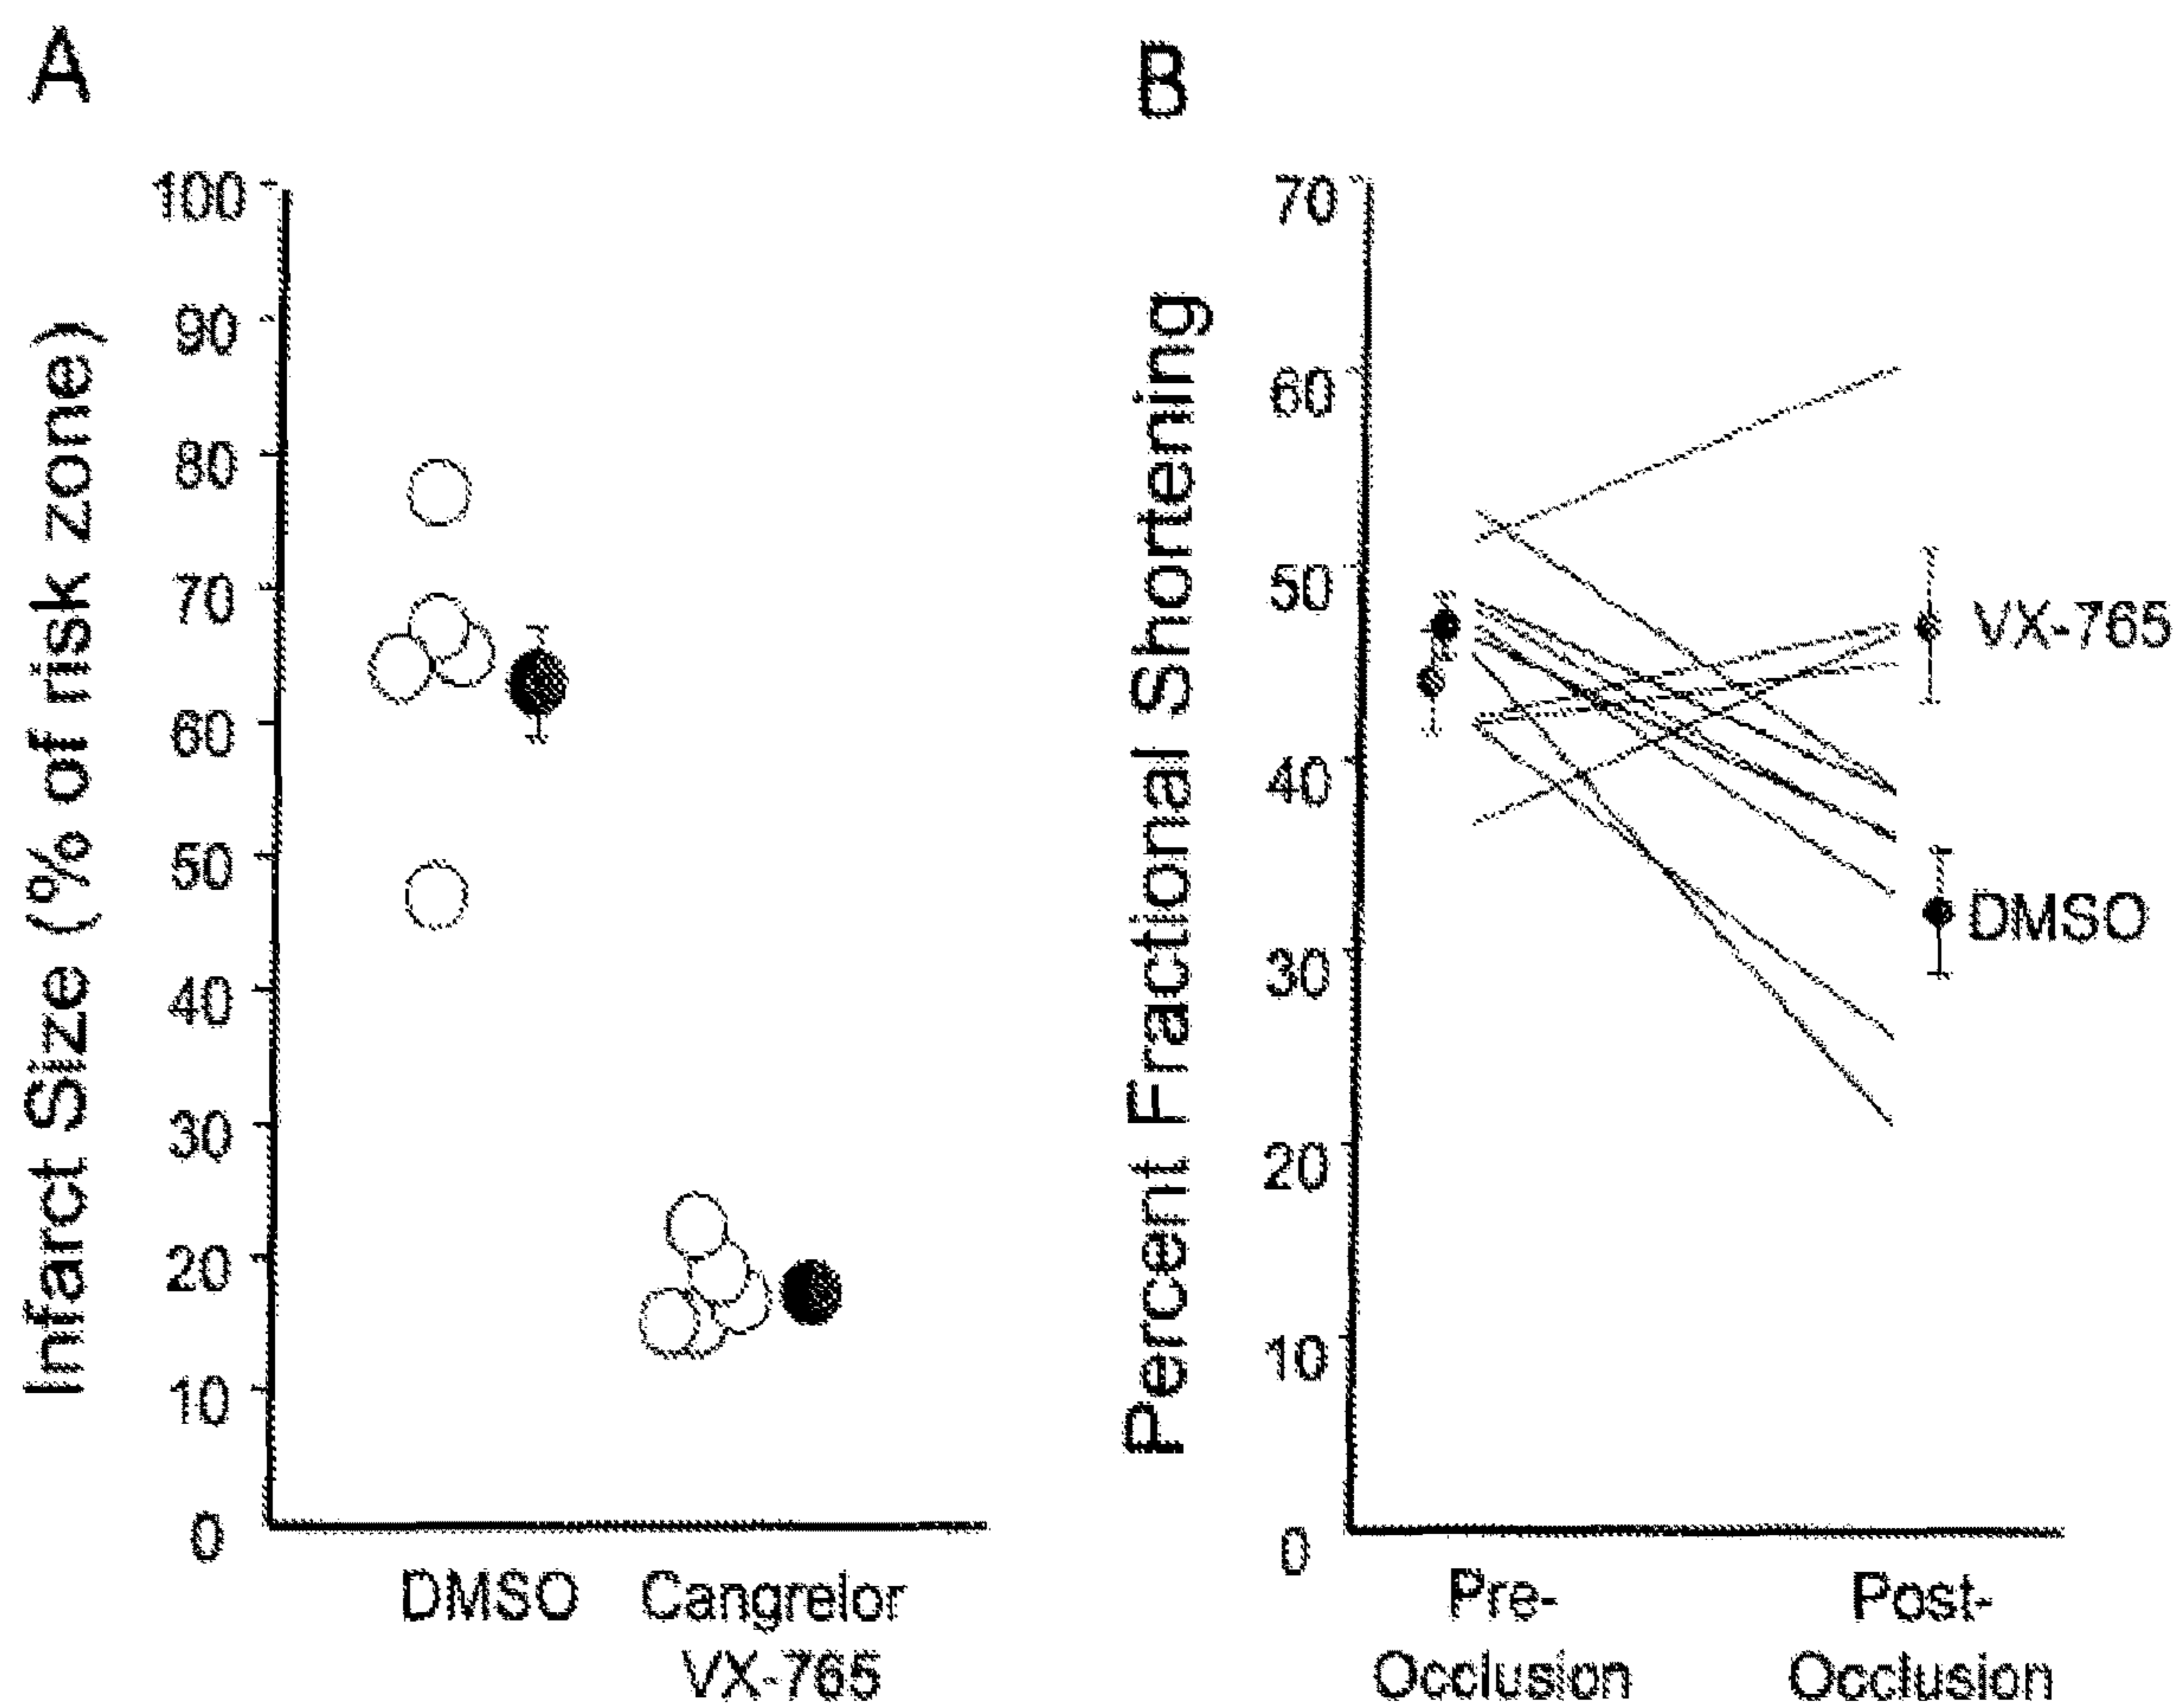 A
Infarct Size (% of risk zone)
100
90
80
70
60
50
40
30
20
10
0
DMSO
Cangrelor
VX-765
B
Percent Fractional Shortening
70
60
50
40
30
20
10
0
VX-765
DMSO
Pre-
Occlusion
Post-
Occlusion